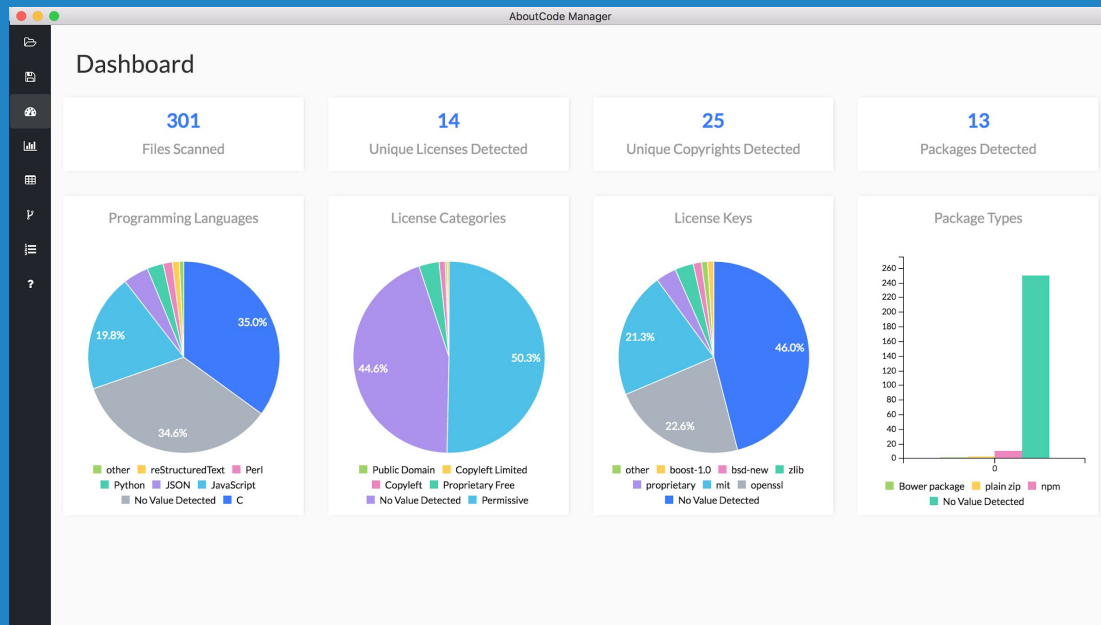 AboutCode Manager
Dashboard
301
Files Scanned
14
Unique Licenses Detected
25
Unique Copyrights Detected
13
Packages Detected
Programming Languages
35.0%
19.8%
34.6%
other reStructuredText Perl
Python JSON JavaScript
No Value Detected C
License Categories
50.3%
44.6%
Public Domain Copyleft Limited
Copyleft Proprietary Free
No Value Detected Permissive
License Keys
21.3%
46.0%
22.6%
other boost-1.0 bsd-new zlib
proprietary mit openssl
No Value Detected
Package Types
260
240
220
200
180
160
140
120
100
80
60
40
20
0
0
Bower package plain zip npm
No Value Detected
?